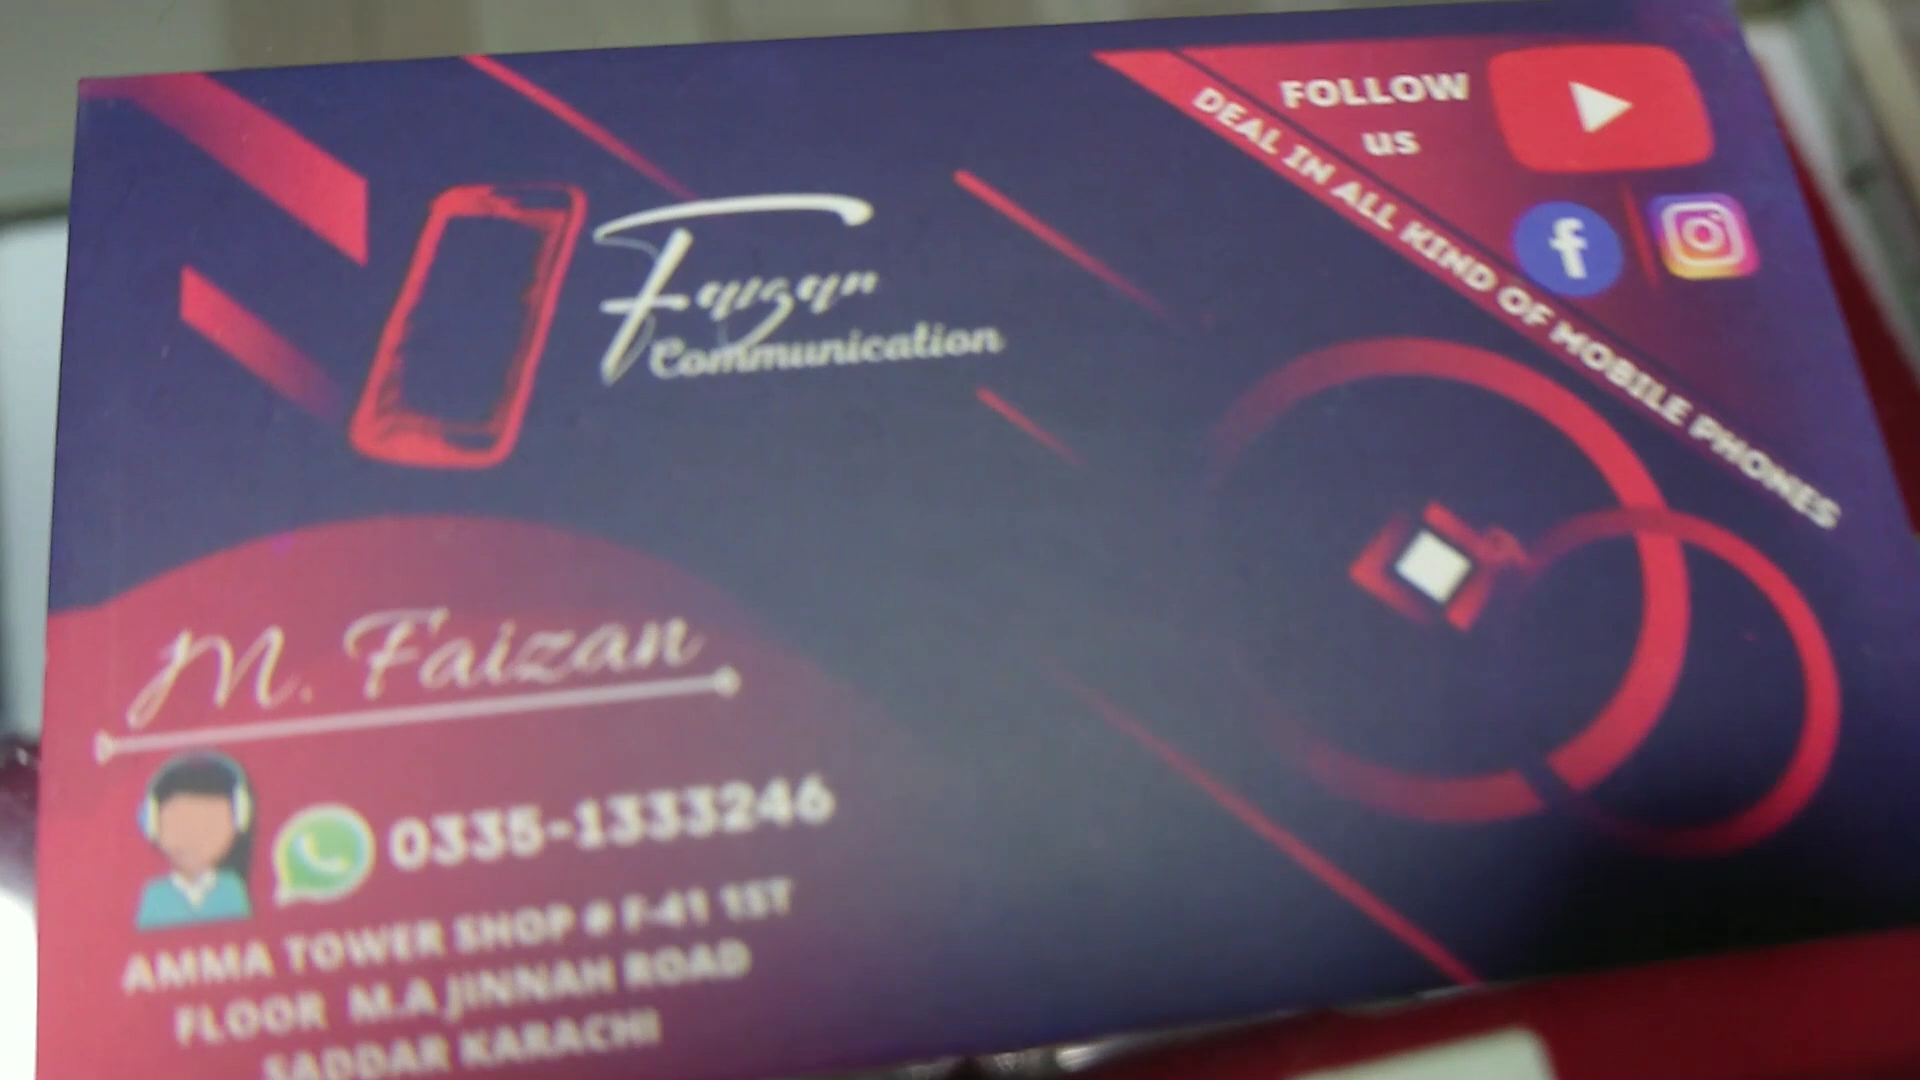 FOLLOW
us
DEAL IN ALL KIND OF MOBILE PHONES
Faizan
Communication
M. Faizan
0335-1333246
AMMA TOWER SHOP # F-41 1ST
FLOOR M.A JINNAH ROAD
SADDAR KARACHI